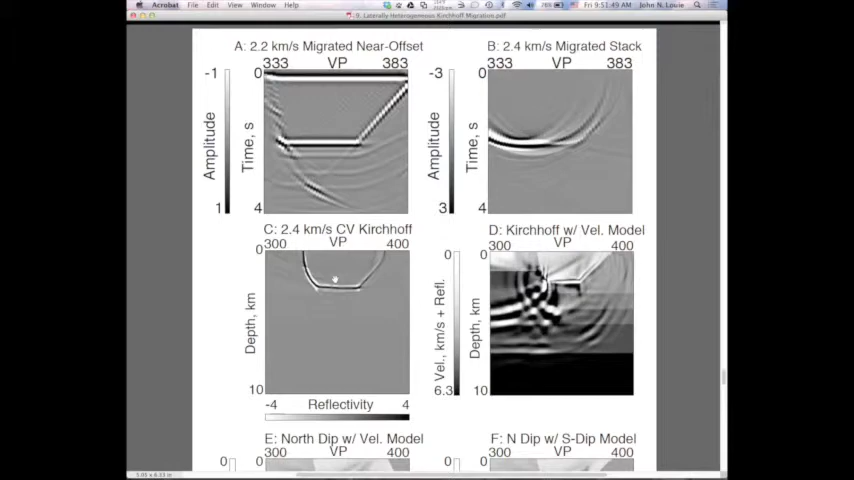 Acrobat File Edit View Window Help
Fri 9:51:49 AM John N. Louie
9. Laterally Heterogeneous Kirchhoff Migration.pdf
A: 2.2 km/s Migrated Near-Offset
333 VP 383
0
Time, s
4
-1
Amplitude
1
B: 2.4 km/s Migrated Stack
333 VP 383
0
Time, s
4
-3
Amplitude
3
C: 2.4 km/s CV Kirchhoff
300 VP 400
0
Depth, km
10
-4 Reflectivity 4
D: Kirchhoff w/ Vel. Model
300 VP 400
0
Depth, km
10
0
Vel., km/s + Refl.
6.3
E: North Dip w/ Vel. Model
300 VP 400
0
0
F: N Dip w/ S-Dip Model
300 VP 400
0
0